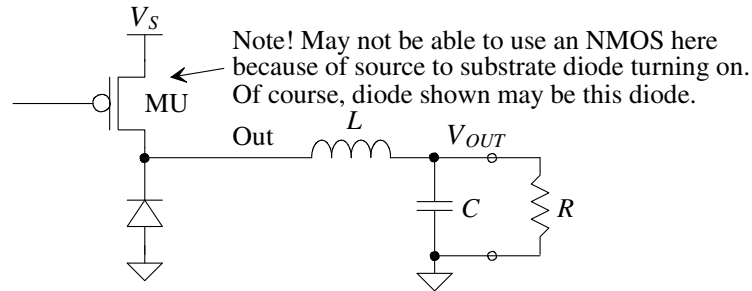 V_S
Note! May not be able to use an NMOS here
because of source to substrate diode turning on.
Of course, diode shown may be this diode.
MU
Out
L
V_OUT
C
R